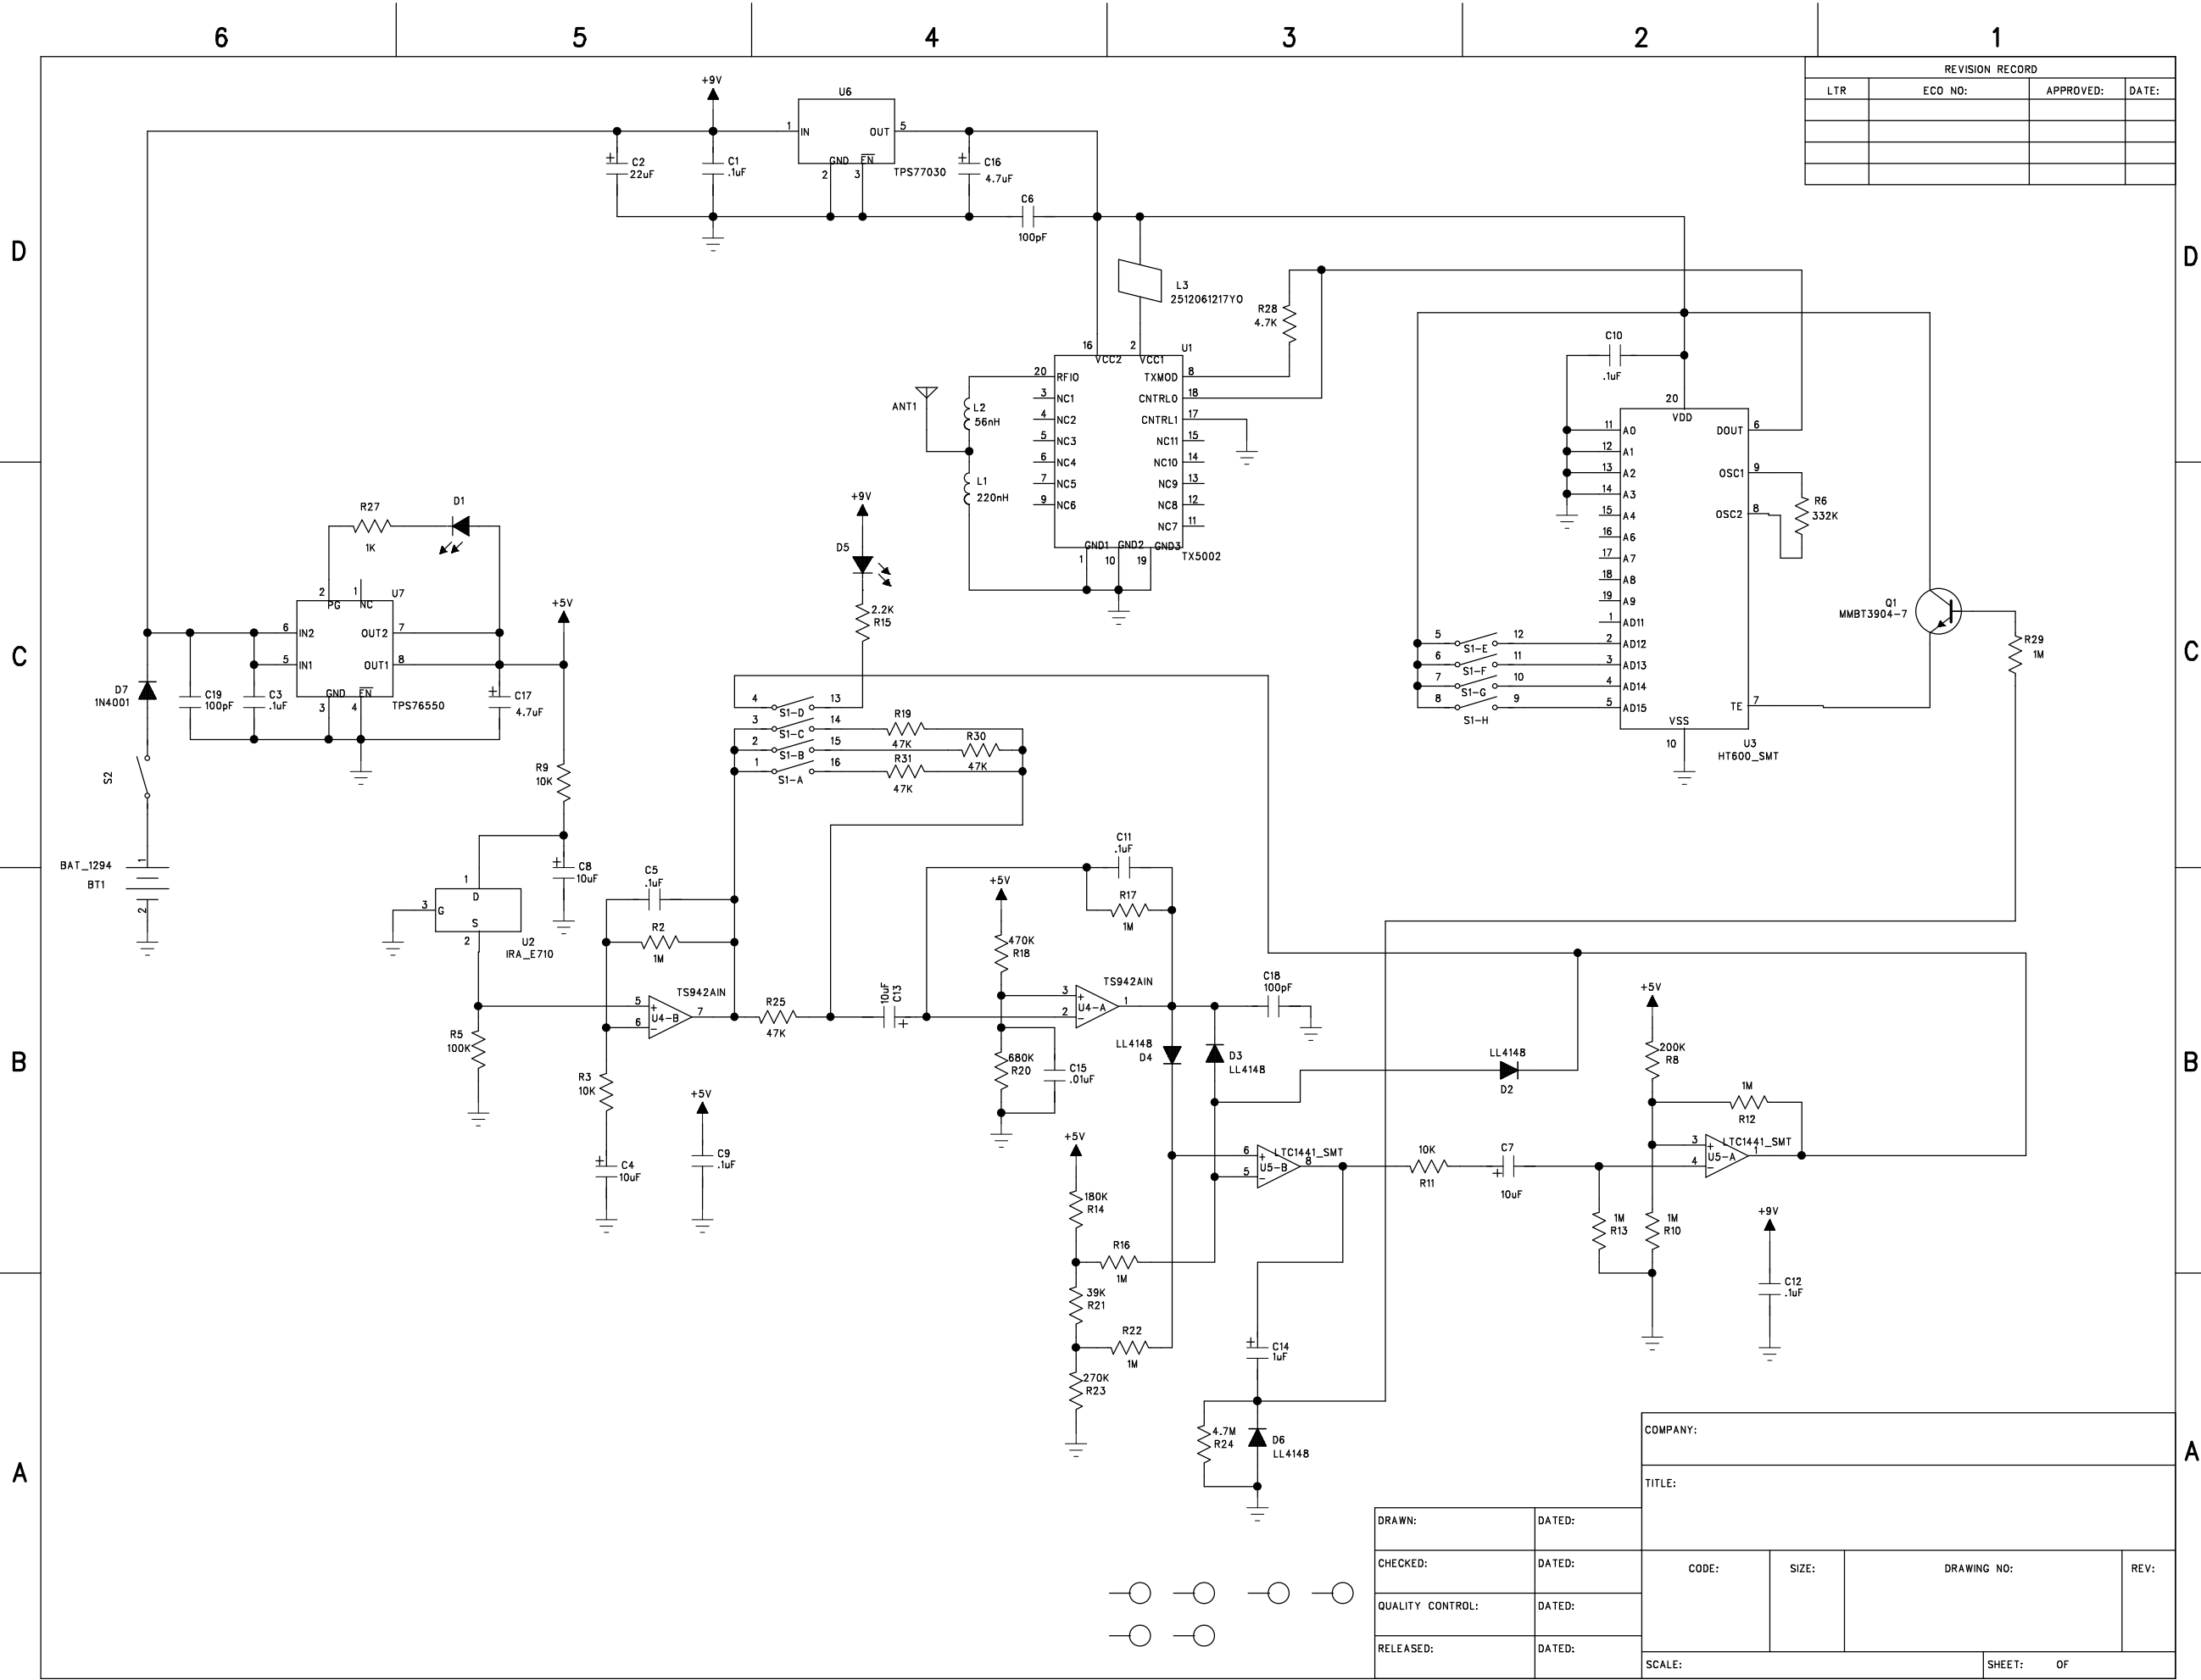 6 5 4 3 2 1
REVISION RECORD
LTR ECO NO: APPROVED: DATE:
D
D
C
C
B
B
A
A
+9V
U6
1 IN OUT 5
GND EN
2 3
TPS77030
C2
22uF
C1
.1uF
C16
4.7uF
C6
100pF
L3
2512061217YO
R28
4.7K
16 2 U1
VCC2 VCC1
20 RFIO TXMOD 8
3 NC1 CNTRL0 18
4 NC2 CNTRL1 17
5 NC3 NC11 15
6 NC4 NC10 14
7 NC5 NC9 13
9 NC6 NC8 12
NC7 11
GND1 GND2 GND3
1 10 19
TX5002
ANT1
L2
56nH
L1
220nH
C10
.1uF
20
VDD
11 A0 DOUT 6
12 A1
13 A2 OSC1 9
14 A3
15 A4 OSC2 8
16 A6
17 A7
18 A8
19 A9
1 AD11
2 AD12
3 AD13
4 AD14
5 AD15 TE 7
VSS
10
U3
HT600_SMT
R6
332K
Q1
MMBT3904-7
R29
1M
5 S1-E 12
6 S1-F 11
7 S1-G 10
8 S1-H 9
R27
1K
D1
2 1 U7
PG NC
6 IN2 OUT2 7
5 IN1 OUT1 8
GND EN
3 4
TPS76550
+5V
D7
1N4001
C19
100pF
C3
.1uF
C17
4.7uF
S2
R9
10K
BAT_1294
BT1
1
2
C8
10uF
1
D
3 G
S
2
U2
IRA_E710
+9V
D5
2.2K
R15
4 S1-D 13
3 S1-C 14
2 S1-B 15
1 S1-A 16
R19
47K
R30
47K
R31
47K
C5
.1uF
R2
1M
TS942AIN
5 +
6 -
U4-B 7
R5
100K
R3
10K
C4
10uF
+5V
C9
.1uF
R25
47K
10uF
C13
+5V
470K
R18
680K
R20
C15
.01uF
C11
.1uF
R17
1M
TS942AIN
3 +
2 -
U4-A 1
C18
100pF
LL4148
D4
D3
LL4148
LL4148
D2
+5V
180K
R14
R16
1M
39K
R21
R22
1M
270K
R23
LTC1441_SMT
6 +
5 -
U5-B 8
10K
R11
C7
10uF
+5V
200K
R8
1M
R12
LTC1441_SMT
3 +
4 -
U5-A 1
1M
R13
1M
R10
+9V
C12
.1uF
C14
1uF
4.7M
R24
D6
LL4148
COMPANY:
TITLE:
DRAWN: DATED:
CHECKED: DATED:
QUALITY CONTROL: DATED:
RELEASED: DATED:
CODE: SIZE: DRAWING NO: REV:
SCALE: SHEET: OF